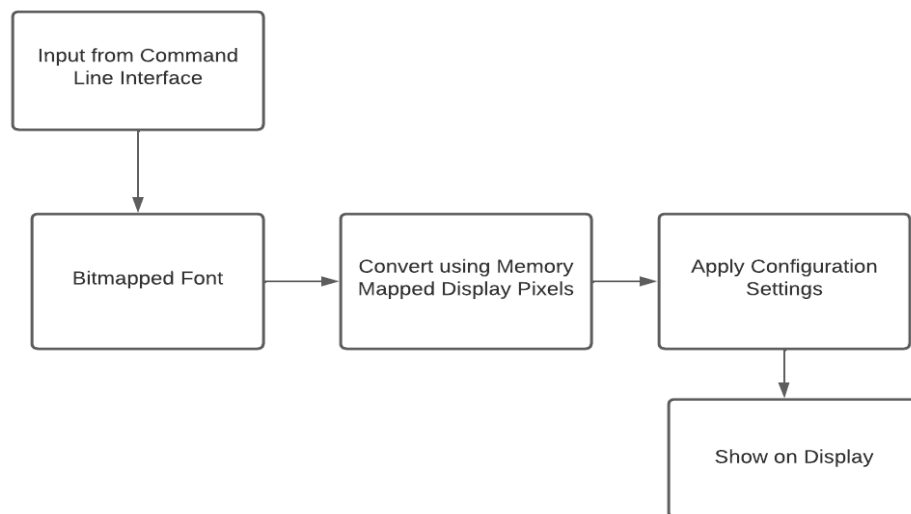 Input from Command
Line Interface
Bitmapped Font
Convert using Memory
Mapped Display Pixels
Apply Configuration
Settings
Show on Display